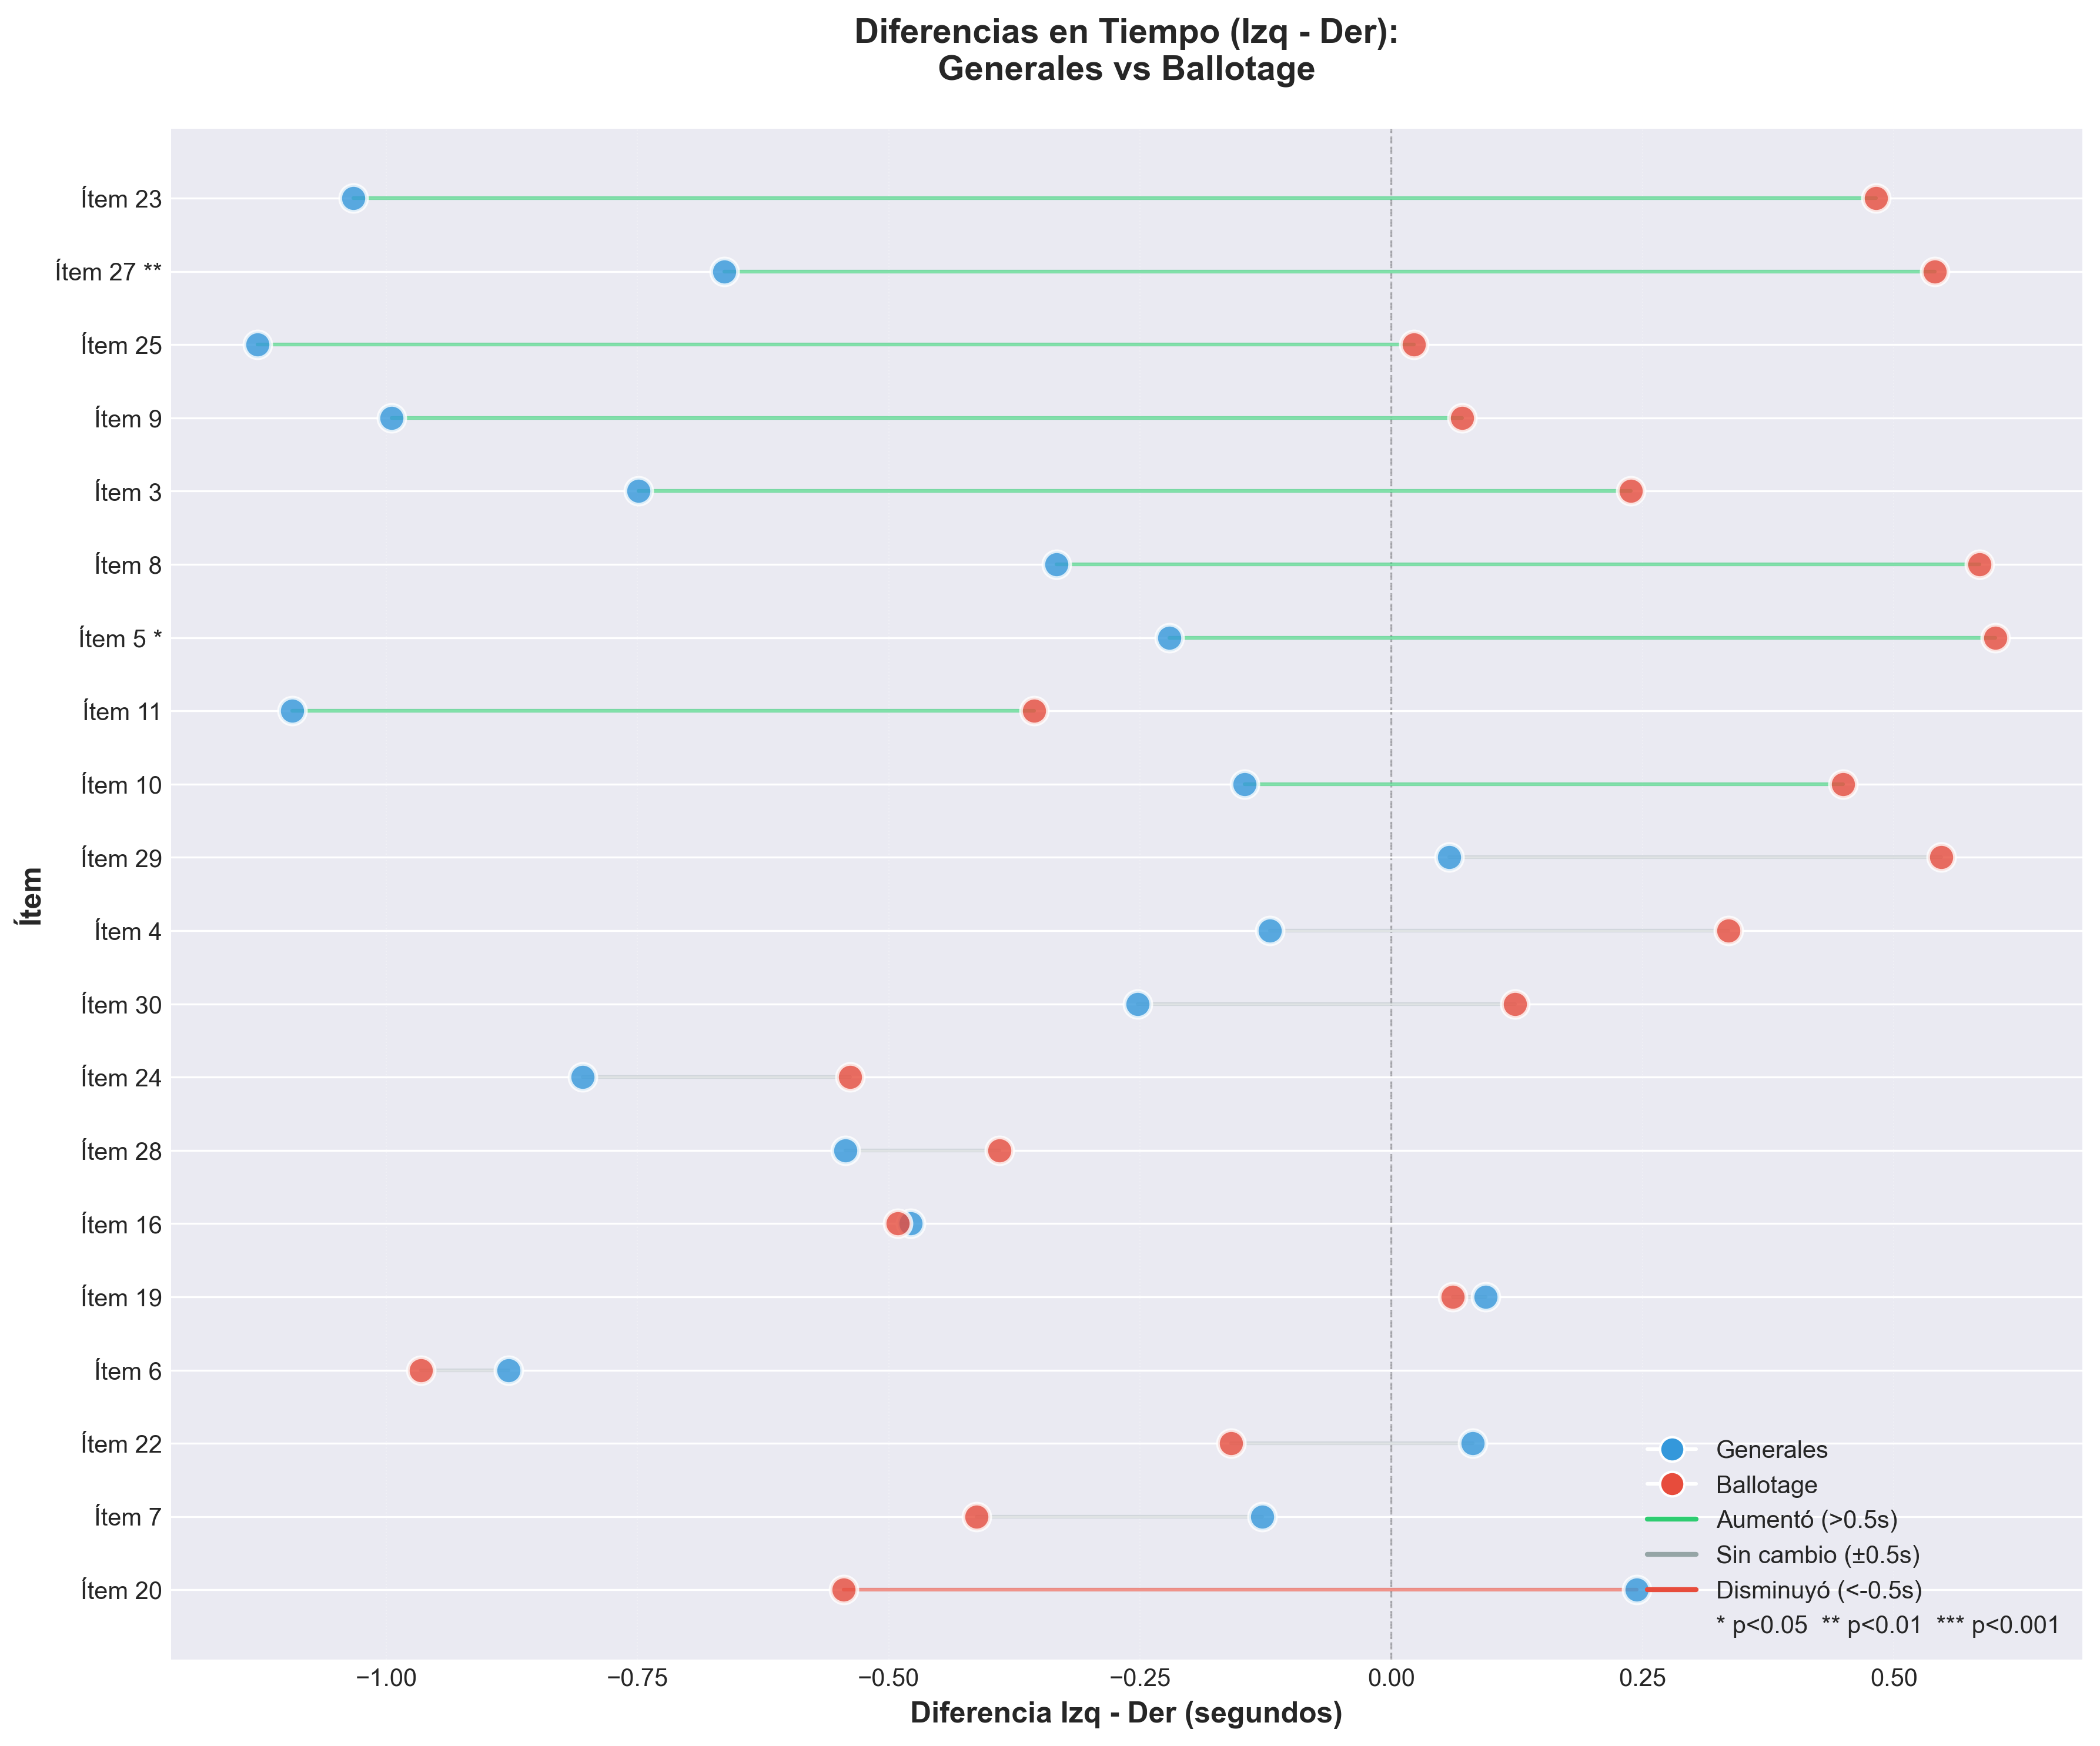 Diferencias en Tiempo (Izq - Der):
Generales vs Ballotage
Ítem
Ítem 23
Ítem 27 **
Ítem 25
Ítem 9
Ítem 3
Ítem 8
Ítem 5 *
Ítem 11
Ítem 10
Ítem 29
Ítem 4
Ítem 30
Ítem 24
Ítem 28
Ítem 16
Ítem 19
Ítem 6
Ítem 22
Ítem 7
Ítem 20
Generales
Ballotage
Aumentó (>0.5s)
Sin cambio (±0.5s)
Disminuyó (<-0.5s)
* p<0.05 ** p<0.01 *** p<0.001
−1.00 −0.75 −0.50 −0.25 0.00 0.25 0.50
Diferencia Izq - Der (segundos)